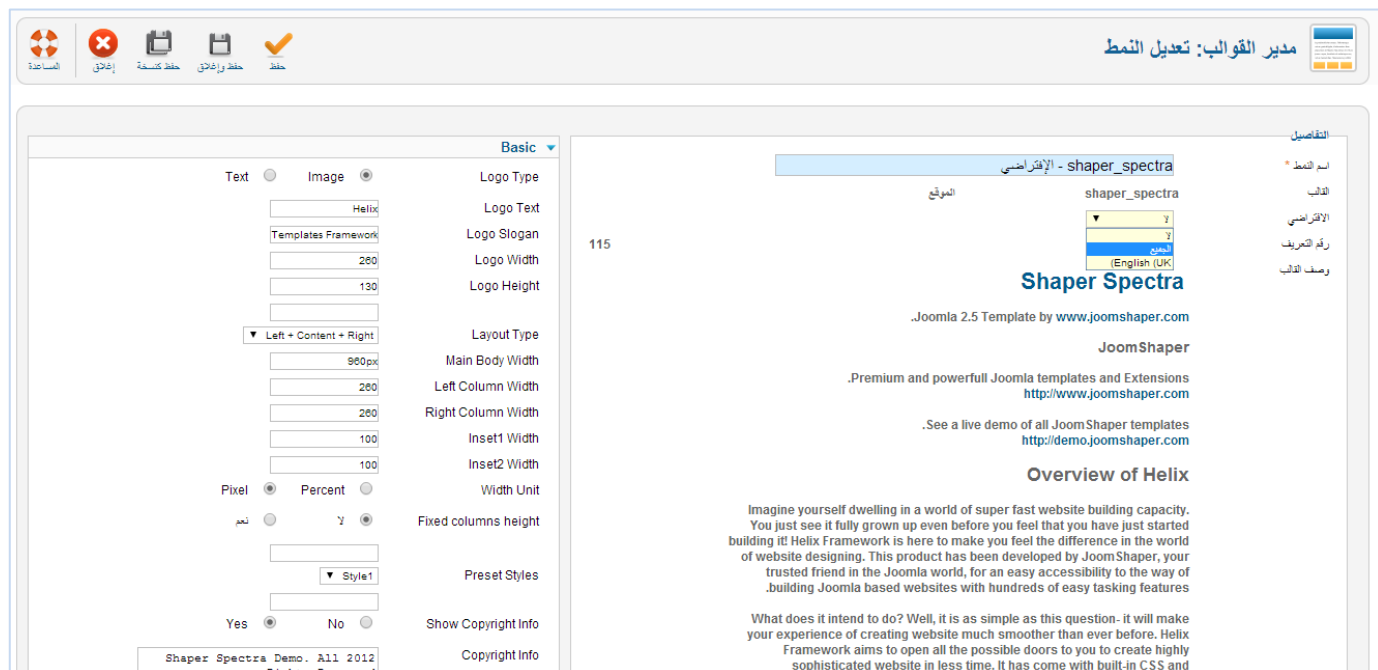 مدير القوالب: تعديل النمط
حفظ
حفظ وإغلاق
حفظ كنسخة
إغلاق
المساعدة
التفاصيل
اسم النمط *
shaper_spectra - الإفتراضي
القالب
shaper_spectra
الموقع
الافتراضي
لا
لا
الجميع
English (UK)
رقم التعريف
115
وصف القالب
Shaper Spectra
Joomla 2.5 Template by www.joomshaper.com.
JoomShaper
Premium and powerfull Joomla templates and Extensions.
http://www.joomshaper.com
See a live demo of all JoomShaper templates.
http://demo.joomshaper.com
Overview of Helix
Imagine yourself dwelling in a world of super fast website building capacity.
You just see it fully grown up even before you feel that you have just started
building it! Helix Framework is here to make you feel the difference in the world
of website designing. This product has been developed by JoomShaper, your
trusted friend in the Joomla world, for an easy accessibility to the way of
building Joomla based websites with hundreds of easy tasking features.
What does it intend to do? Well, it is as simple as this question- it will make
your experience of creating website much smoother than ever before. Helix
Framework aims to open all the possible doors to you to create highly
sophisticated website in less time. It has come with built-in CSS and
Basic
Logo Type
Image
Text
Logo Text
Helix
Logo Slogan
Templates Framework
Logo Width
260
Logo Height
130
Layout Type
Left + Content + Right
Main Body Width
960px
Left Column Width
260
Right Column Width
260
Inset1 Width
100
Inset2 Width
100
Width Unit
Percent
Pixel
Fixed columns height
لا
نعم
Preset Styles
Style1
Show Copyright Info
No
Yes
Copyright Info
Shaper Spectra Demo. All 2012